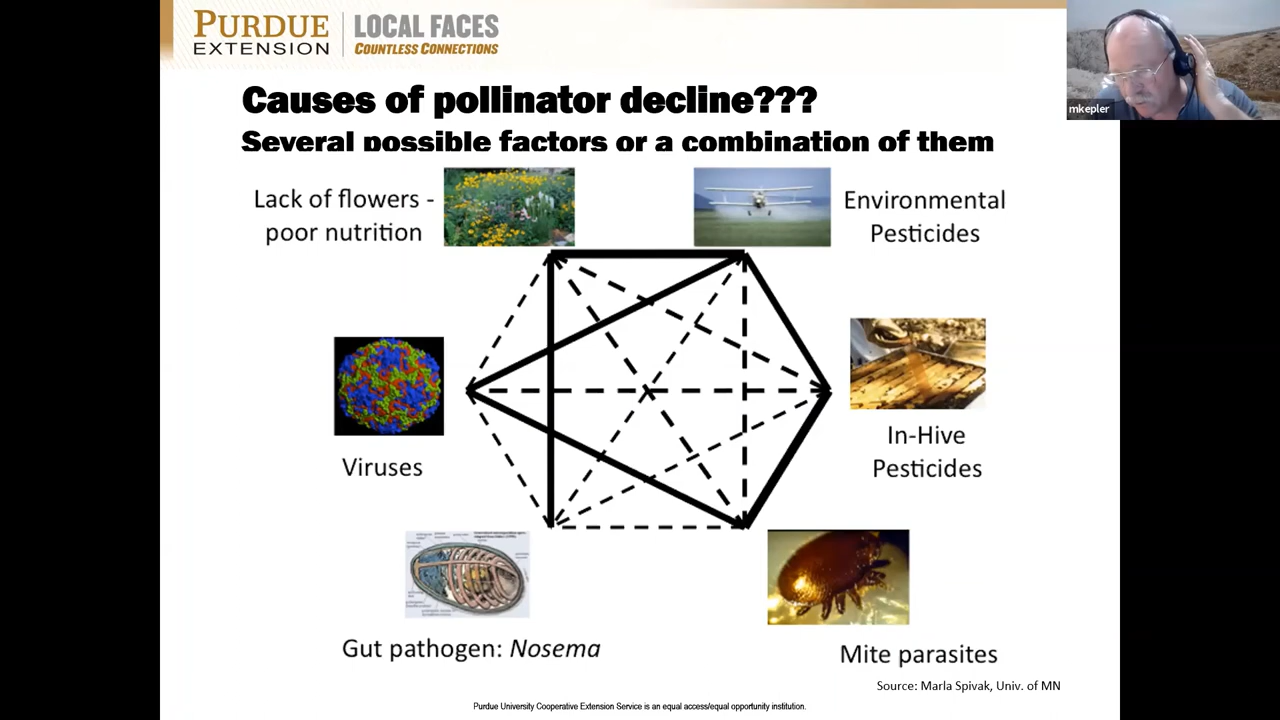 PURDUE
EXTENSION
LOCAL FACES
COUNTLESS CONNECTIONS
mkepler
Causes of pollinator decline???
Several possible factors or a combination of them
Lack of flowers -
poor nutrition
Environmental
Pesticides
In-Hive
Pesticides
Viruses
Gut pathogen: Nosema
Mite parasites
Source: Marla Spivak, Univ. of MN
Purdue University Cooperative Extension Service is an equal access/equal opportunity institution.